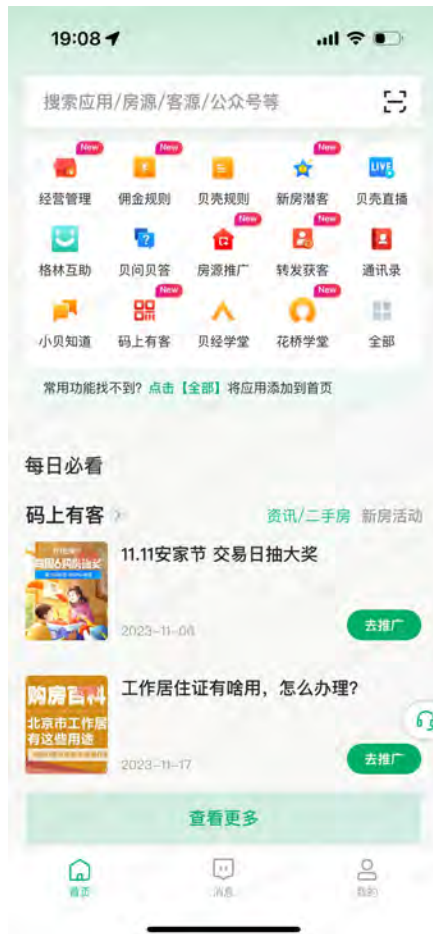 19:08
搜索应用/房源/客源/公众号等
New New New
经营管理 佣金规则 贝壳规则 新房潜客 贝壳直播
LIVE
New New
格林互助 贝问贝答 房源推广 转发获客 通讯录
New New
小贝知道 码上有客 贝经学堂 花桥学堂 全部
常用功能找不到？点击【全部】将应用添加到首页
每日必看
码上有客 > 资讯/二手房 新房活动
11.11安家节 交易日抽大奖
2023-11-06
去推广
购房百科
北京市工作居
有这些用途
工作居住证有啥用，怎么办理？
2023-11-17
去推广
查看更多
首页 消息 我的